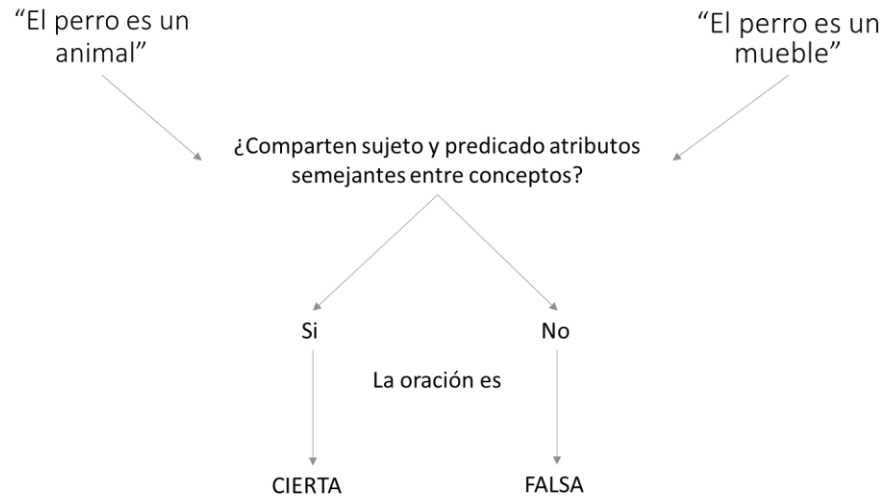 “El perro es un
animal”
“El perro es un
mueble”
¿Comparten sujeto y predicado atributos
semejantes entre conceptos?
Si
No
La oración es
CIERTA
FALSA